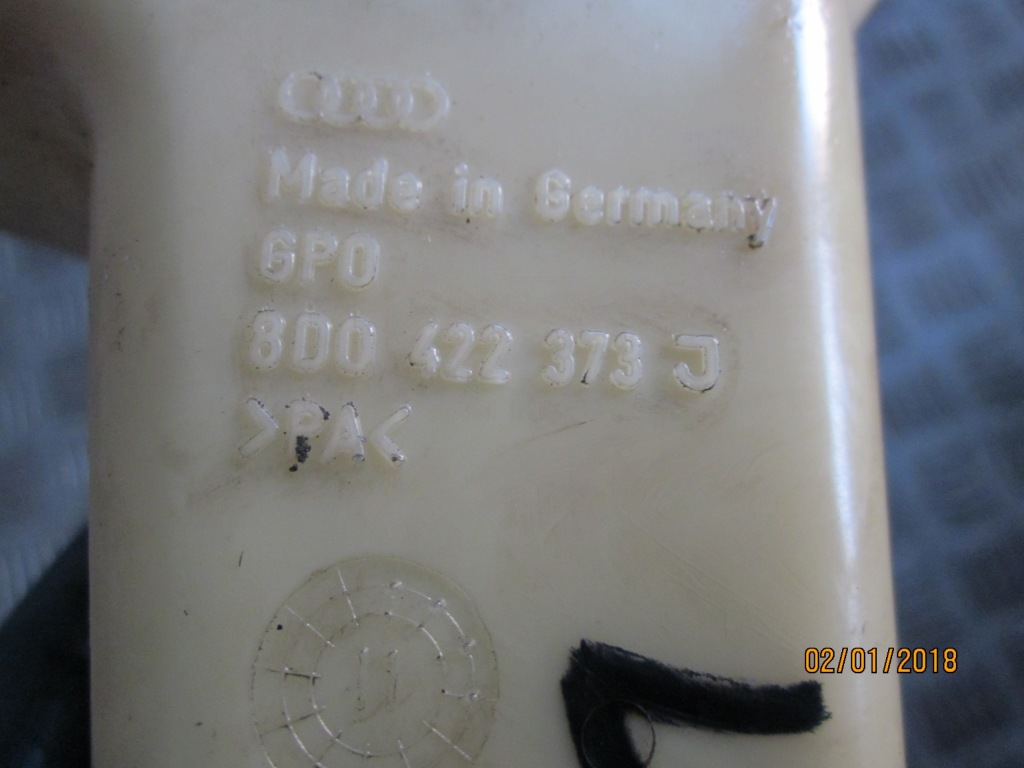 Made in Germany
GPO
8D0 422 373 J
>PA<
02/01/2018